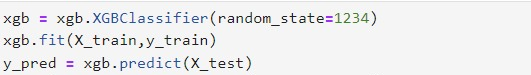 xgb = xgb.XGBClassifier(random_state=1234)
xgb.fit(X_train,y_train)
y_pred = xgb.predict(X_test)